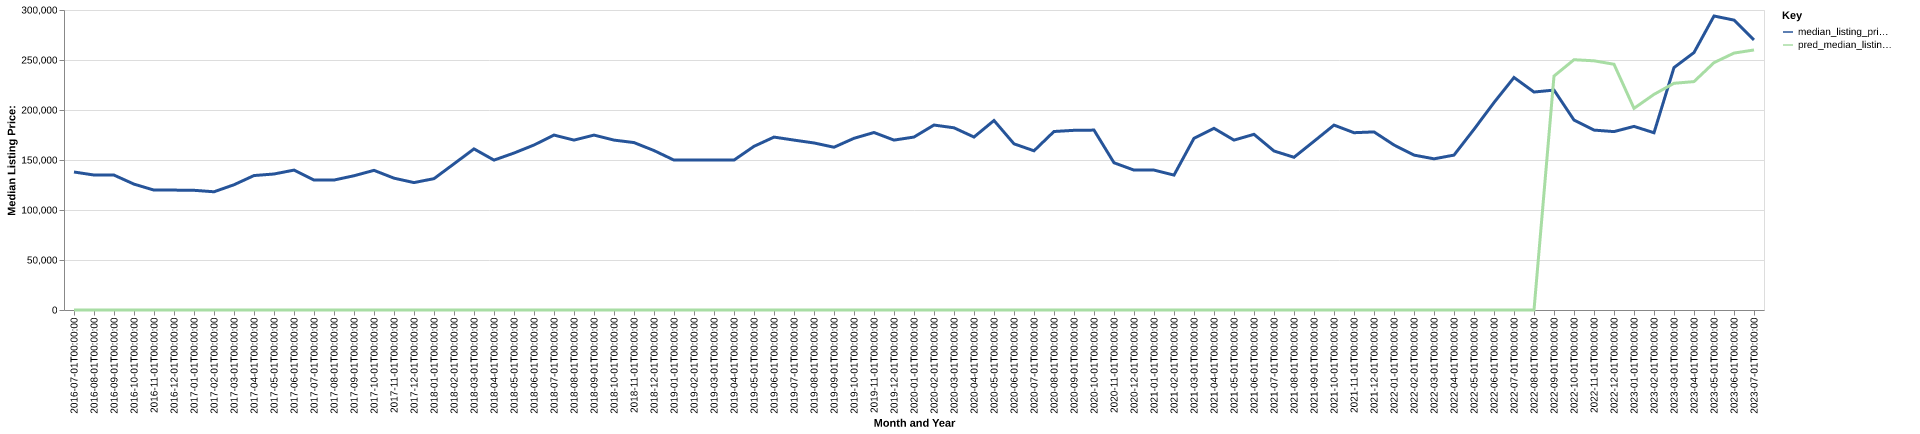 300,000
250,000
200,000
150,000
100,000
50,000
0
Median Listing Price:
2016-07-01T00:00:00
2016-08-01T00:00:00
2016-09-01T00:00:00
2016-10-01T00:00:00
2016-11-01T00:00:00
2016-12-01T00:00:00
2017-01-01T00:00:00
2017-02-01T00:00:00
2017-03-01T00:00:00
2017-04-01T00:00:00
2017-05-01T00:00:00
2017-06-01T00:00:00
2017-07-01T00:00:00
2017-08-01T00:00:00
2017-09-01T00:00:00
2017-10-01T00:00:00
2017-11-01T00:00:00
2017-12-01T00:00:00
2018-01-01T00:00:00
2018-02-01T00:00:00
2018-03-01T00:00:00
2018-04-01T00:00:00
2018-05-01T00:00:00
2018-06-01T00:00:00
2018-07-01T00:00:00
2018-08-01T00:00:00
2018-09-01T00:00:00
2018-10-01T00:00:00
2018-11-01T00:00:00
2018-12-01T00:00:00
2019-01-01T00:00:00
2019-02-01T00:00:00
2019-03-01T00:00:00
2019-04-01T00:00:00
2019-05-01T00:00:00
2019-06-01T00:00:00
2019-07-01T00:00:00
2019-08-01T00:00:00
2019-09-01T00:00:00
2019-10-01T00:00:00
2019-11-01T00:00:00
2019-12-01T00:00:00
2020-01-01T00:00:00
2020-02-01T00:00:00
2020-03-01T00:00:00
2020-04-01T00:00:00
2020-05-01T00:00:00
2020-06-01T00:00:00
2020-07-01T00:00:00
2020-08-01T00:00:00
2020-09-01T00:00:00
2020-10-01T00:00:00
2020-11-01T00:00:00
2020-12-01T00:00:00
2021-01-01T00:00:00
2021-02-01T00:00:00
2021-03-01T00:00:00
2021-04-01T00:00:00
2021-05-01T00:00:00
2021-06-01T00:00:00
2021-07-01T00:00:00
2021-08-01T00:00:00
2021-09-01T00:00:00
2021-10-01T00:00:00
2021-11-01T00:00:00
2021-12-01T00:00:00
2022-01-01T00:00:00
2022-02-01T00:00:00
2022-03-01T00:00:00
2022-04-01T00:00:00
2022-05-01T00:00:00
2022-06-01T00:00:00
2022-07-01T00:00:00
2022-08-01T00:00:00
2022-09-01T00:00:00
2022-10-01T00:00:00
2022-11-01T00:00:00
2022-12-01T00:00:00
2023-01-01T00:00:00
2023-02-01T00:00:00
2023-03-01T00:00:00
2023-04-01T00:00:00
2023-05-01T00:00:00
2023-06-01T00:00:00
2023-07-01T00:00:00
Month and Year
Key
median_listing_pri…
pred_median_listin…